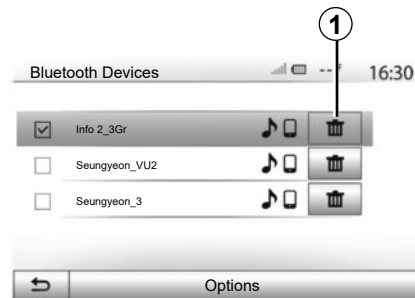 1
Bluetooth Devices 16:30
Info 2_3Gr
Seungyeon_VU2
Seungyeon_3
Options